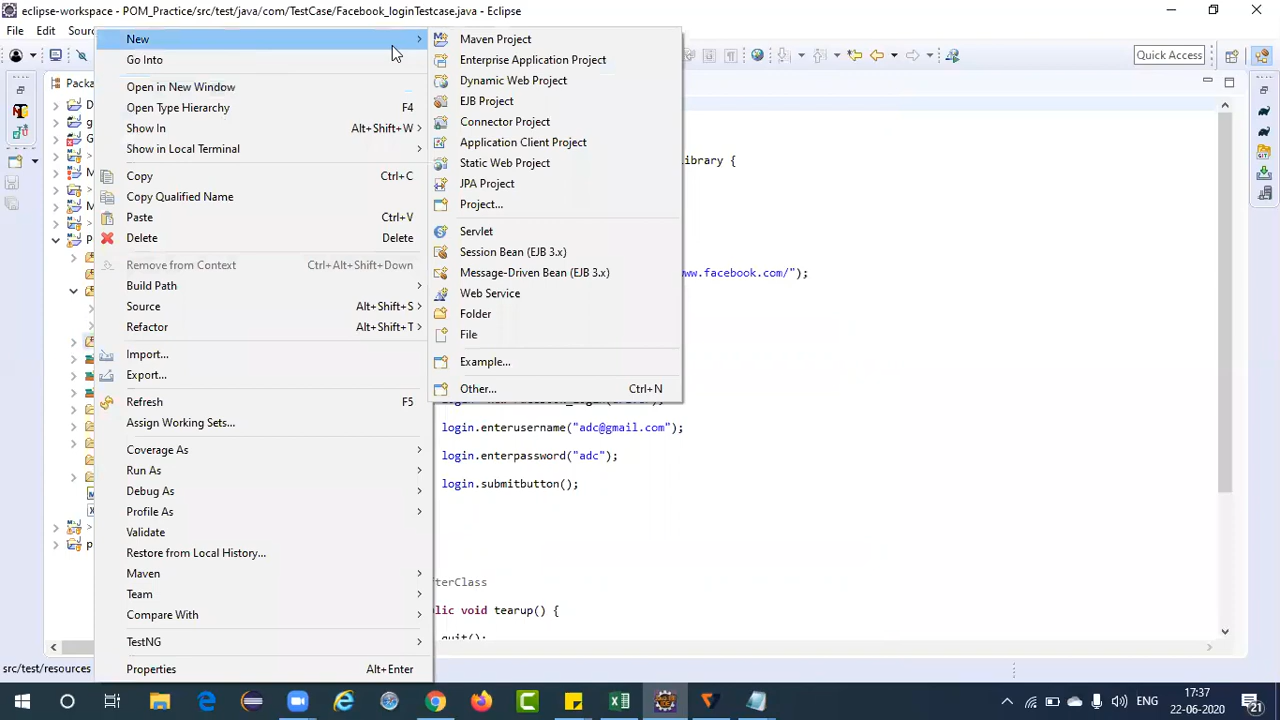 eclipse-workspace - POM_Practice/src/test/java/com/TestCase/Facebook_loginTestcase.java - Eclipse
File Edit
Quick Access
New
Go Into
Open in New Window
Open Type Hierarchy F4
Show In Alt+Shift+W
Show in Local Terminal
Copy Ctrl+C
Copy Qualified Name
Paste Ctrl+V
Delete Delete
Remove from Context Ctrl+Alt+Shift+Down
Build Path
Source Alt+Shift+S
Refactor Alt+Shift+T
Import...
Export...
Refresh F5
Assign Working Sets...
Coverage As
Run As
Debug As
Profile As
Validate
Restore from Local History...
Maven
Team
Compare With
TestNG
Properties Alt+Enter
Maven Project
Enterprise Application Project
Dynamic Web Project
EJB Project
Connector Project
Application Client Project
Static Web Project
JPA Project
Project...
Servlet
Session Bean (EJB 3.x)
Message-Driven Bean (EJB 3.x)
Web Service
Folder
File
Example...
Other... Ctrl+N
library {
ww.facebook.com/");
login.enterusername("adc@gmail.com");
login.enterpassword("adc");
login.submitbutton();
terClass
lic void tearup() {
quit();
src/test/resources
ENG
17:37
22-06-2020
21